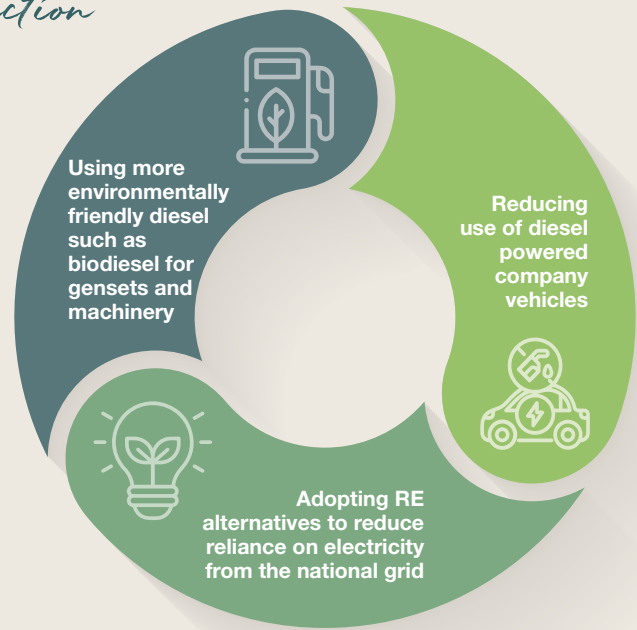 Using more
environmentally
friendly diesel
such as
biodiesel for
gensets and
machinery
Reducing
use of diesel
powered
company
vehicles
Adopting RE
alternatives to reduce
reliance on electricity
from the national grid